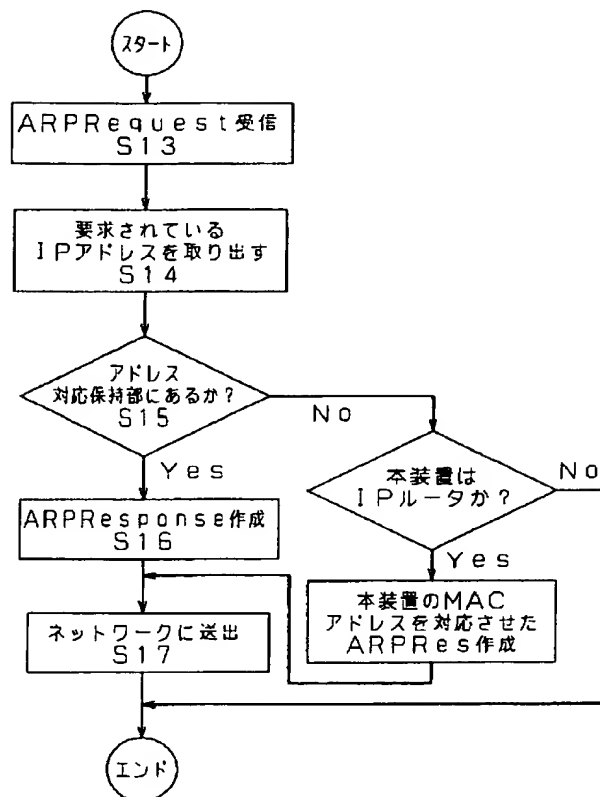 スタート
ARPRequest受信
S13
要求されている
IPアドレスを取り出す
S14
アドレス
対応保持部にあるか?
S15
No
Yes
本装置は
IPルータか?
No
Yes
ARPResponse作成
S16
本装置のMAC
アドレスを対応させた
ARPRes作成
ネットワークに送出
S17
エンド